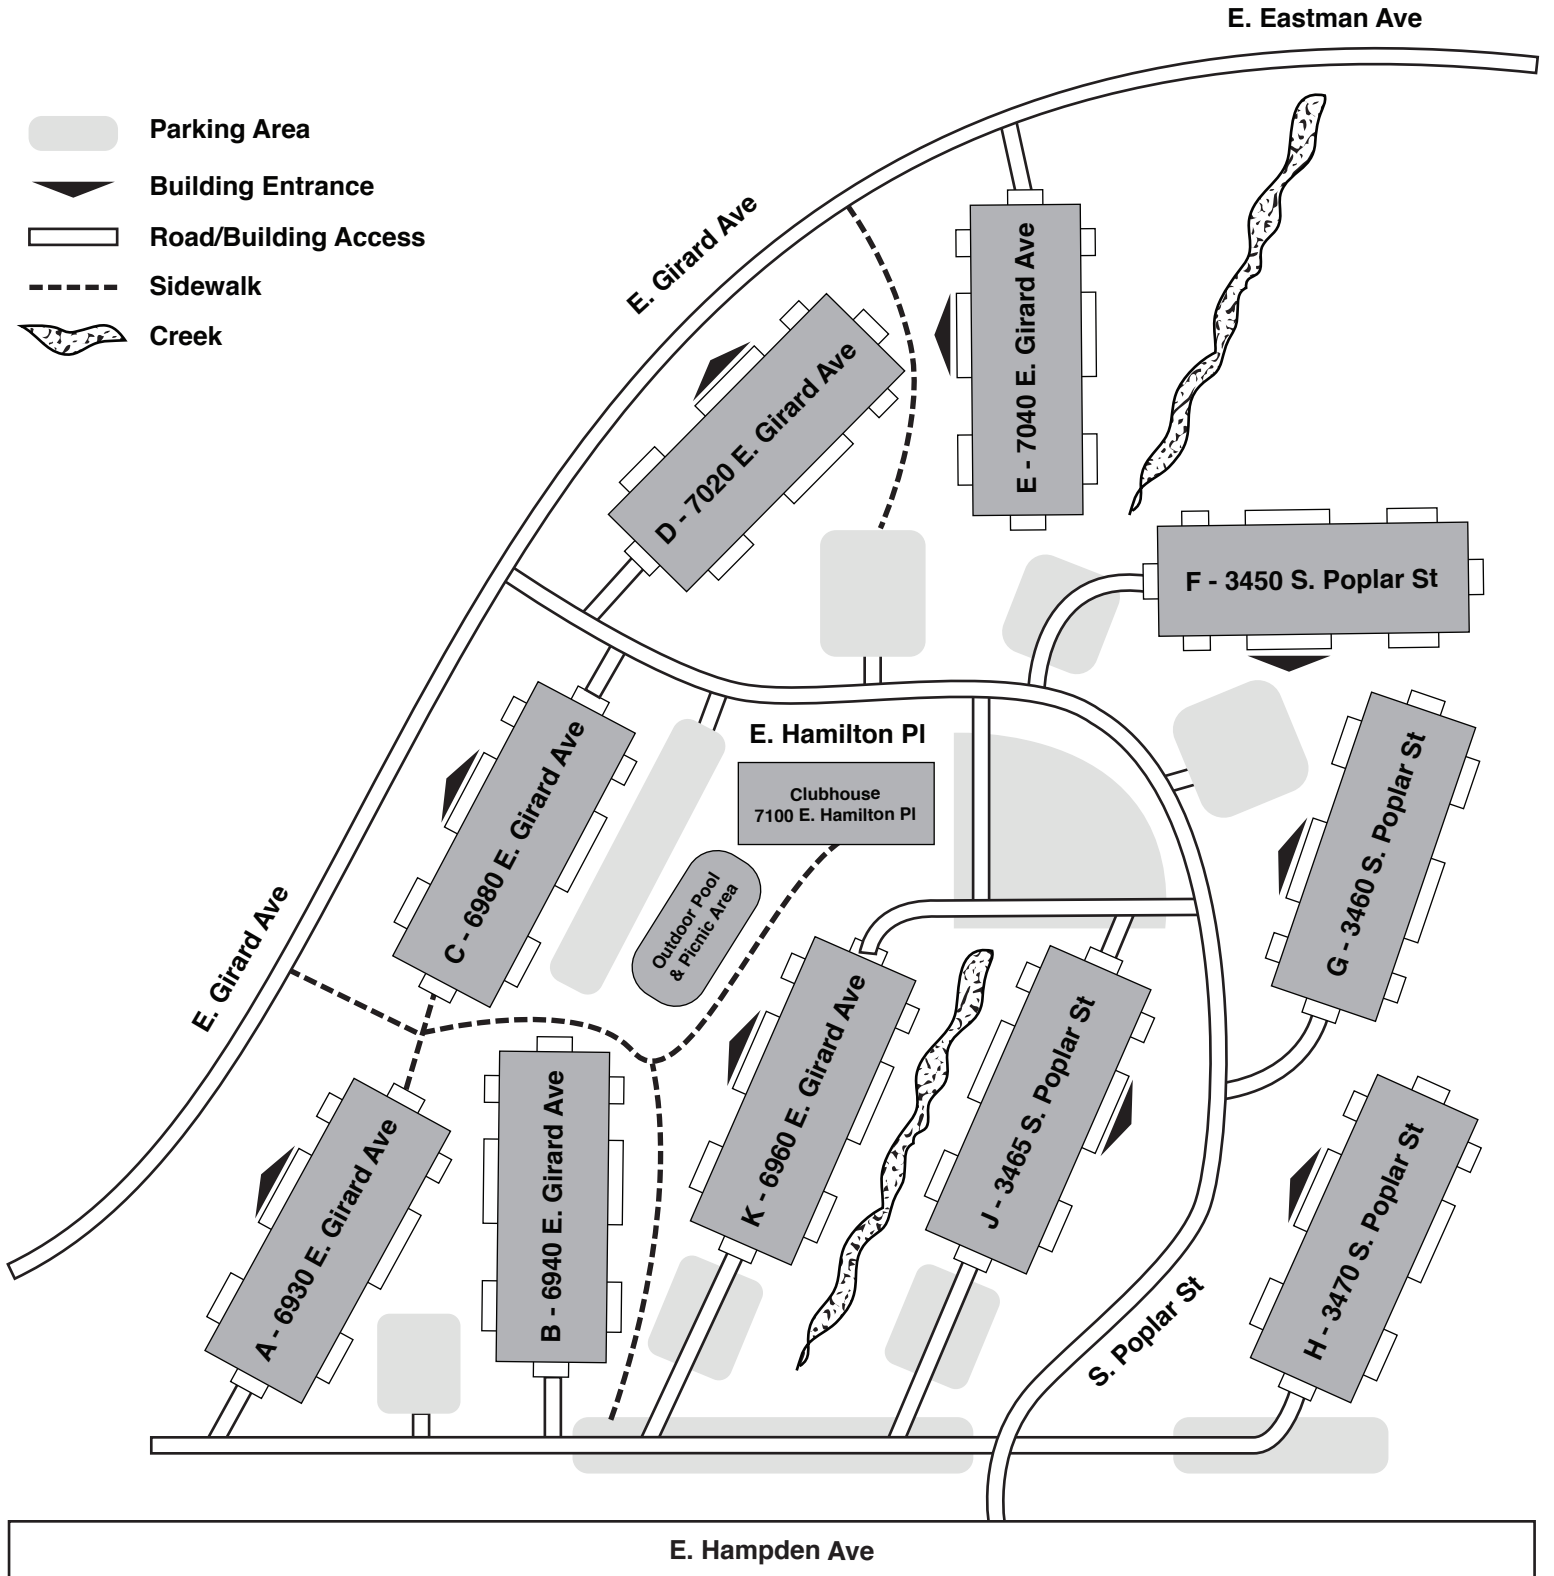 E. Eastman Ave
Parking Area
Building Entrance
Road/Building Access
Sidewalk
Creek
E. Girard Ave
E - 7040 E. Girard Ave
D - 7020 E. Girard Ave
F - 3450 S. Poplar St
E. Hamilton Pl
Clubhouse
7100 E. Hamilton Pl
C - 6980 E. Girard Ave
G - 3460 S. Poplar St
Outdoor Pool
& Picnic Area
E. Girard Ave
K - 6960 E. Girard Ave
J - 3465 S. Poplar St
A - 6930 E. Girard Ave
B - 6940 E. Girard Ave
H - 3470 S. Poplar St
S. Poplar St
E. Hampden Ave